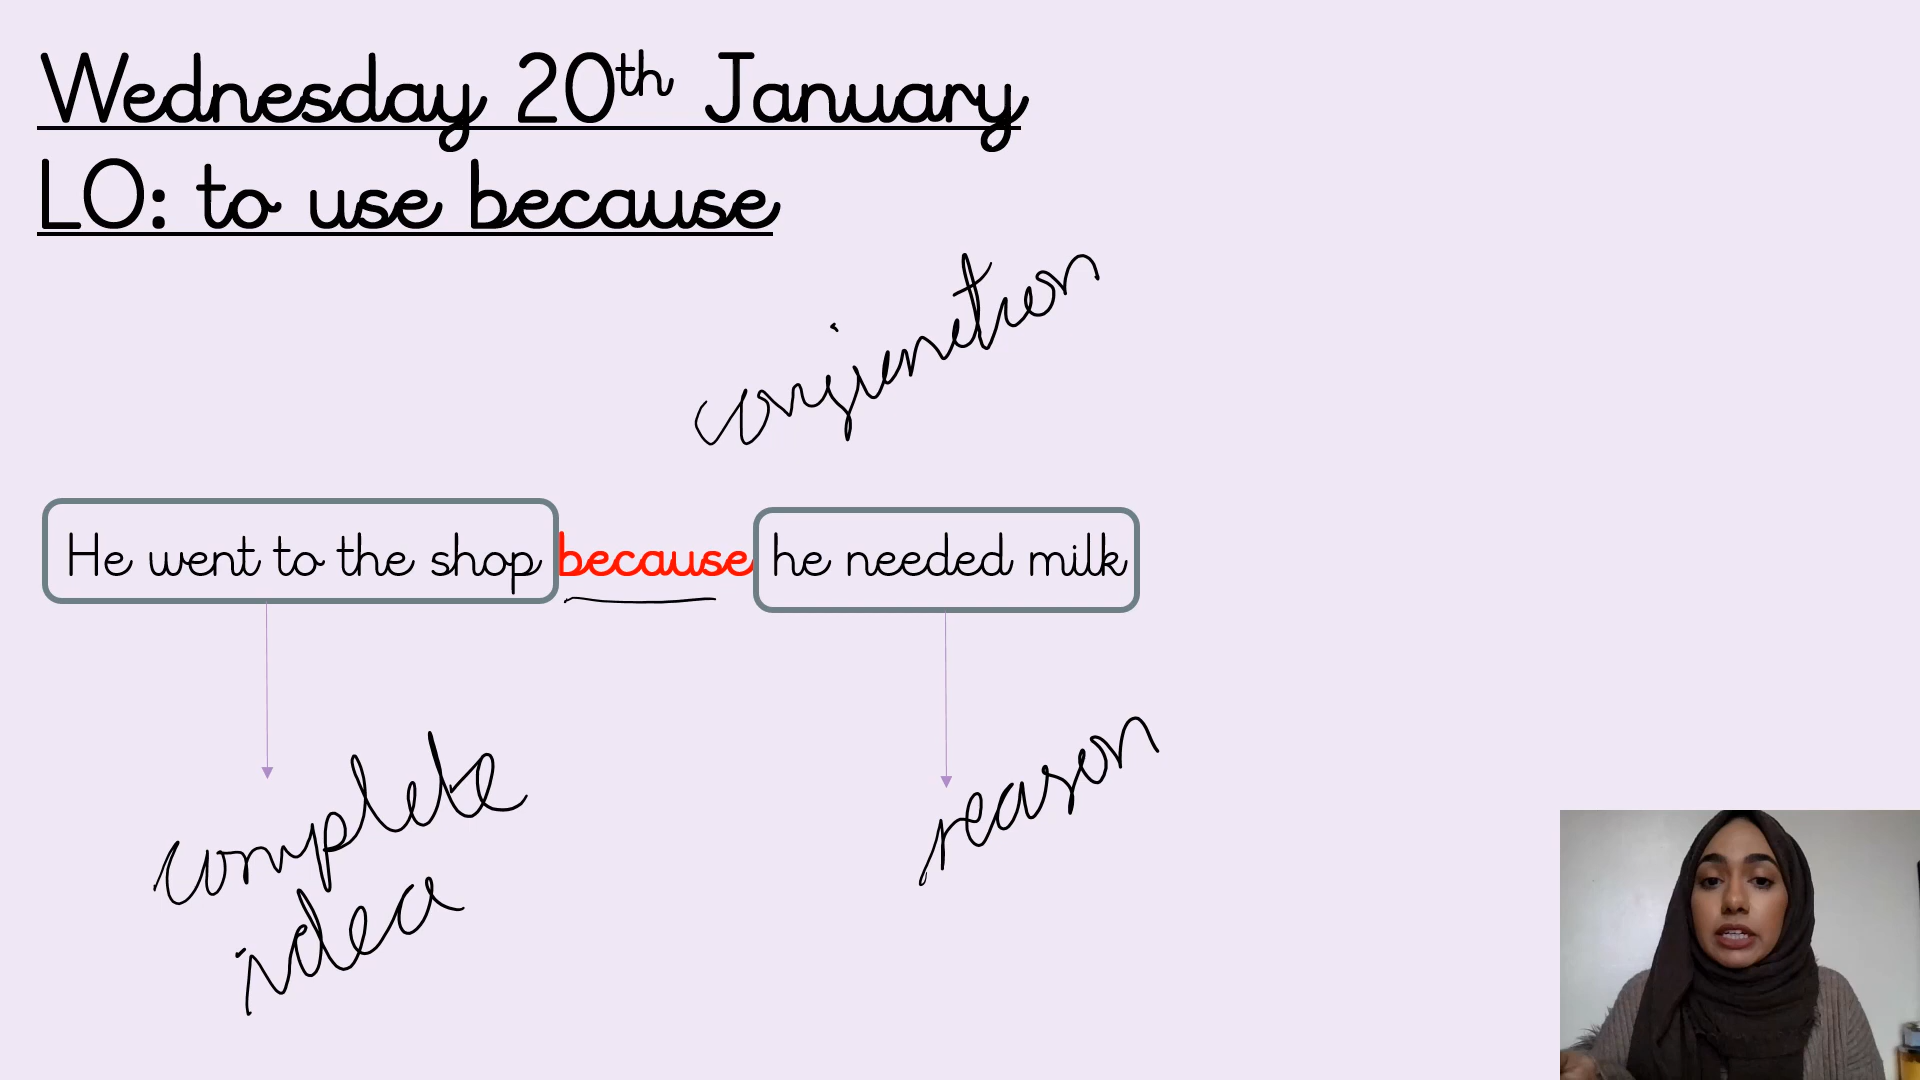 Wednesday 20th January
LO: to use because
conjunction
He went to the shop because he needed milk
complete
idea
reason